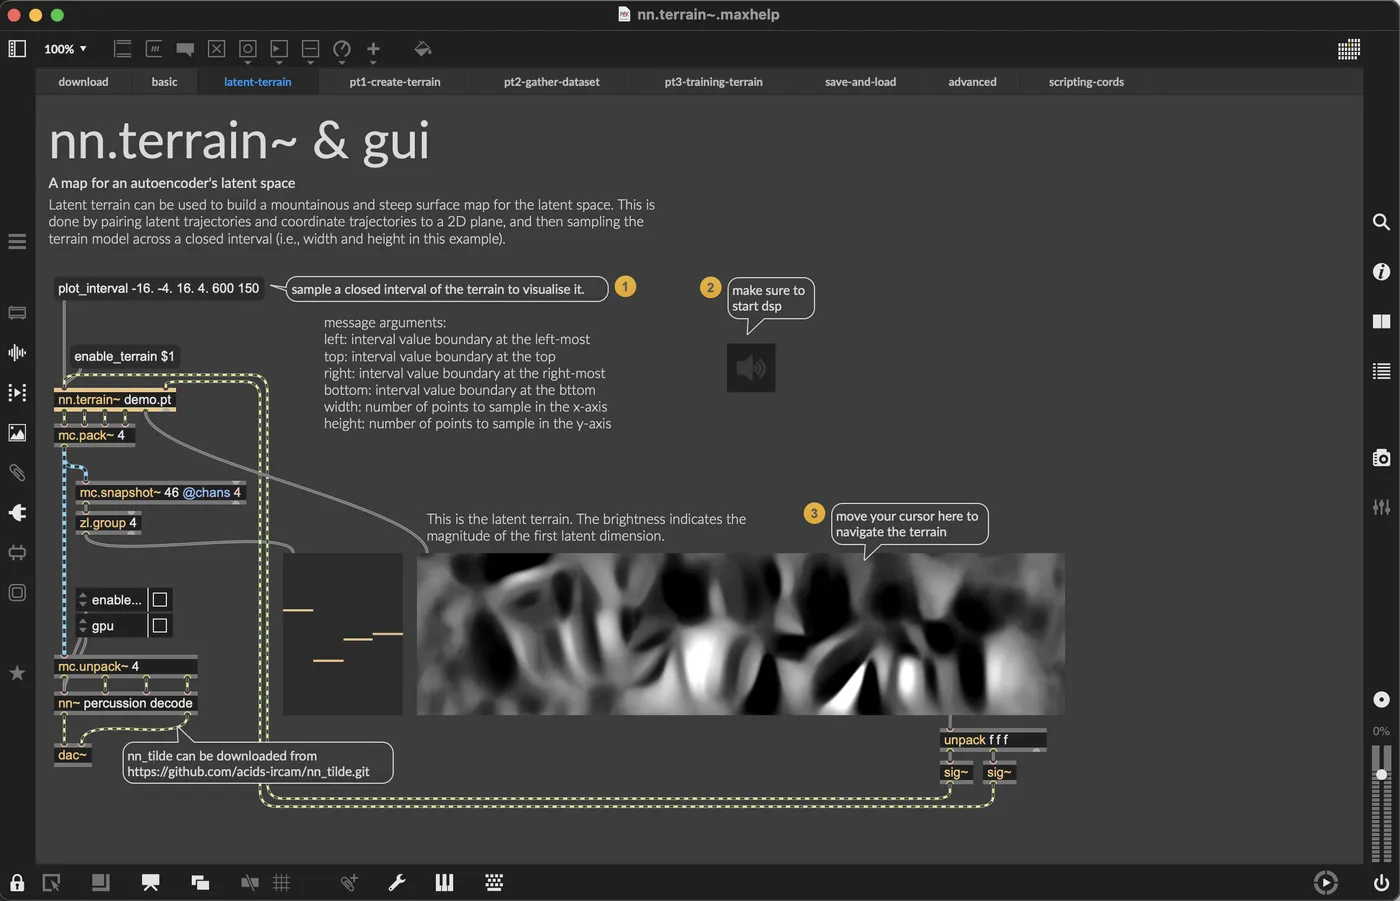 nn.terrain~.maxhelp
100%
download
basic
latent-terrain
pt1-create-terrain
pt2-gather-dataset
pt3-training-terrain
save-and-load
advanced
scripting-cords
nn.terrain~ & gui
A map for an autoencoder's latent space
Latent terrain can be used to build a mountainous and steep surface map for the latent space. This is
done by pairing latent trajectories and coordinate trajectories to a 2D plane, and then sampling the
terrain model across a closed interval (i.e., width and height in this example).
plot_interval -16. -4. 16. 4. 600 150
sample a closed interval of the terrain to visualise it.
1
2
make sure to
start dsp
message arguments:
left: interval value boundary at the left-most
top: interval value boundary at the top
right: interval value boundary at the right-most
bottom: interval value boundary at the bttom
width: number of points to sample in the x-axis
height: number of points to sample in the y-axis
enable_terrain $1
nn.terrain~ demo.pt
mc.pack~ 4
mc.snapshot~ 46 @chans 4
zl.group 4
This is the latent terrain. The brightness indicates the
magnitude of the first latent dimension.
3
move your cursor here to
navigate the terrain
enable...
gpu
mc.unpack~ 4
nn~ percussion decode
dac~
nn_tilde can be downloaded from
https://github.com/acids-ircam/nn_tilde.git
unpack f f f
sig~
sig~
0%